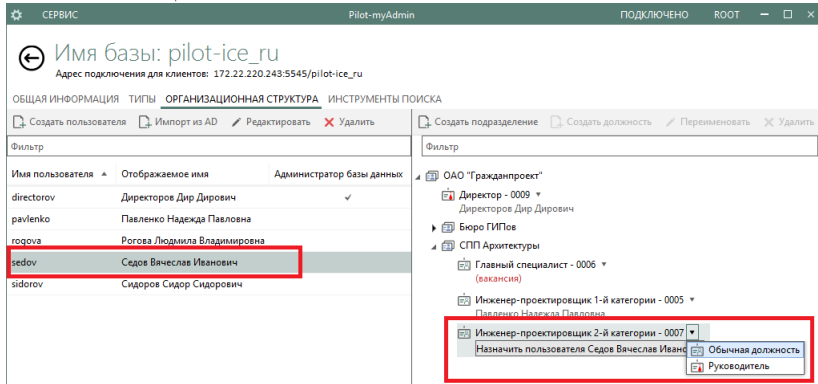 СЕРВИС Pilot-myAdmin ПОДКЛЮЧЕНО ROOT
Имя базы: pilot-ice_ru
Адрес подключения для клиентов: 172.22.220.243:5545/pilot-ice_ru
ОБЩАЯ ИНФОРМАЦИЯ ТИПЫ ОРГАНИЗАЦИОННАЯ СТРУКТУРА ИНСТРУМЕНТЫ ПОИСКА
Создать пользователя Импорт из AD Редактировать Удалить
Фильтр
Имя пользователя Отображаемое имя Администратор базы данных
directorov Директоров Дир Дирович
pavlenko Павленко Надежда Павловна
rogova Рогова Людмила Владимировна
sedov Седов Вячеслав Иванович
sidorov Сидоров Сидор Сидорович
Создать подразделение Создать должность Переименовать Удалить
Фильтр
ОАО "Гражданпроект"
Директор - 0009
Директоров Дир Дирович
Бюро ГИПов
СПП Архитектуры
Главный специалист - 0006
(вакансия)
Инженер-проектировщик 1-й категории - 0005
Павленко Надежда Павловна
Инженер-проектировщик 2-й категории - 0007
Назначить пользователя Седов Вячеслав Иванс
Обычная должность
Руководитель